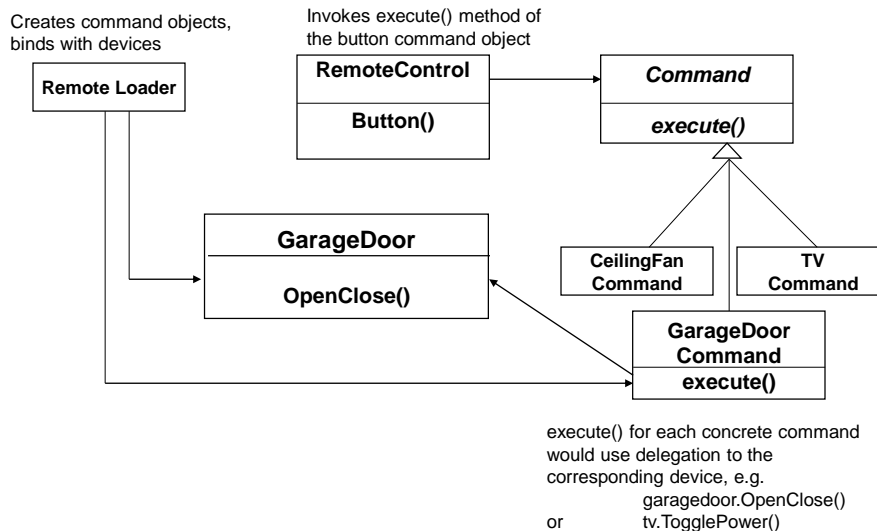 Creates command objects,
binds with devices
Invokes execute() method of
the button command object
Remote Loader
RemoteControl
Button()
Command
execute()
GarageDoor
OpenClose()
CeilingFan
Command
TV
Command
GarageDoor
Command
execute()
execute() for each concrete command
would use delegation to the
corresponding device, e.g.
garagedoor.OpenClose()
or tv.TogglePower()